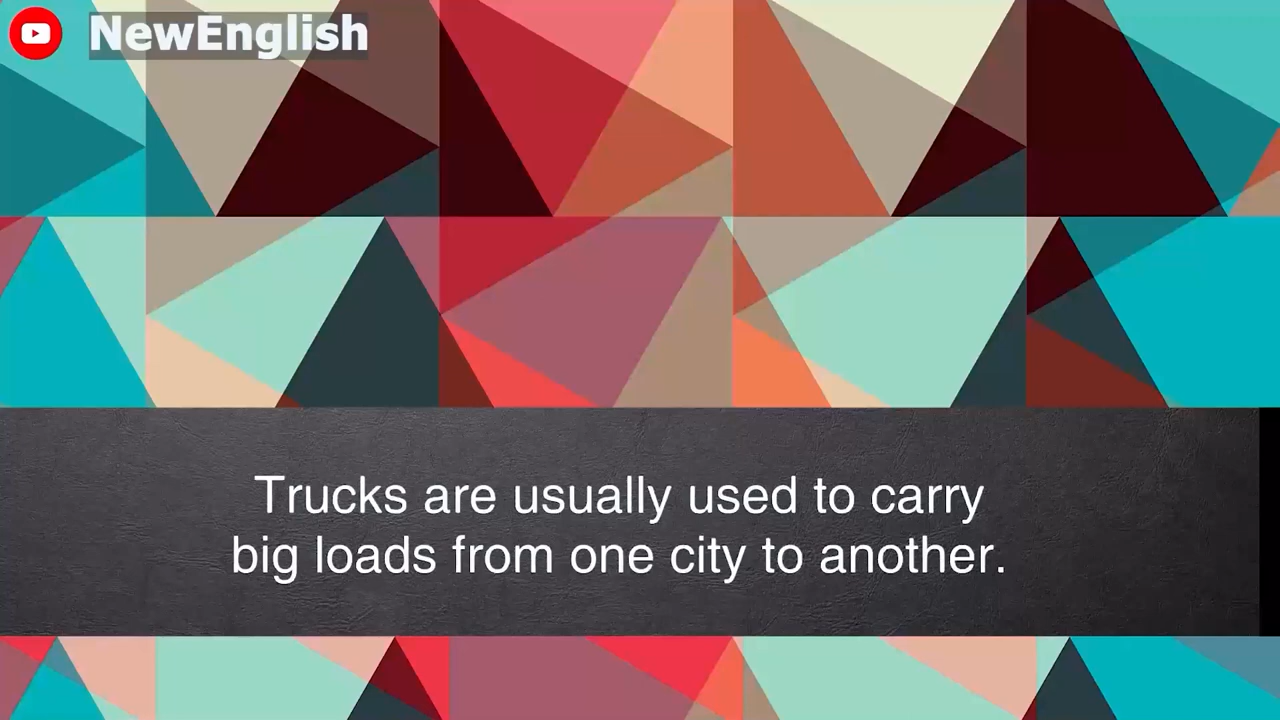 NewEnglish
Trucks are usually used to carry
big loads from one city to another.